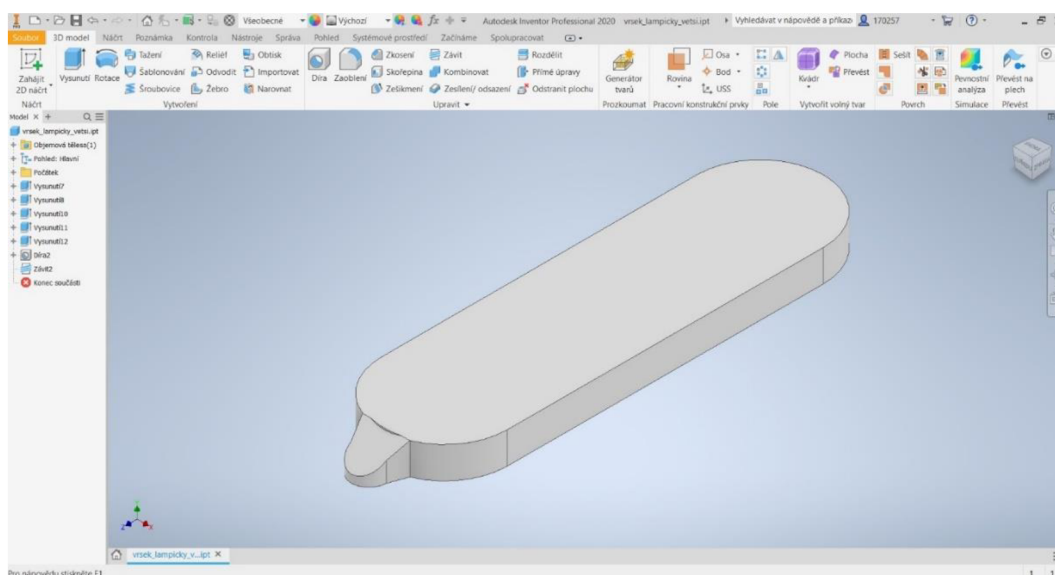 Všeobecné Výchozí Autodesk Inventor Professional 2020 vrsek_lampicky_vetsi.ipt Vyhledávat v nápovědě a příkaz 170257
Soubor 3D model Náčrt Poznámka Kontrola Nástroje Správa Pohled Systémové prostředí Začínáme Spolupracovat
Tažení Reliéf Obtisk Zkosení Závit Rozdělit Osa Plocha Sešít
Zahájit 2D náčrt Vysunutí Rotace Šablonování Odvodit Importovat Díra Zaoblení Skořepina Kombinovat Přímé úpravy Generátor tvarů Rovina Bod Kvádr Převést Pevnostní analýza Převést na plech
Šroubovice Žebro Narovnat Zešikmení Zesílení/ odsazení Odstranit plochu USS
Náčrt Vytvoření Upravit Prozkoumat Pracovní konstrukční prvky Pole Vytvořit volný tvar Povrch Simulace Převést
Model
vrsek_lampicky_vetsi.ipt
Objemová tělesa(1)
Pohled: Hlavní
Počátek
Vysunutí7
Vysunutí8
Vysunutí10
Vysunutí11
Vysunutí12
Díra2
Závit2
Konec součásti
vrsek_lampicky_v...ipt
Pro nápovědu stiskněte F1 1 1